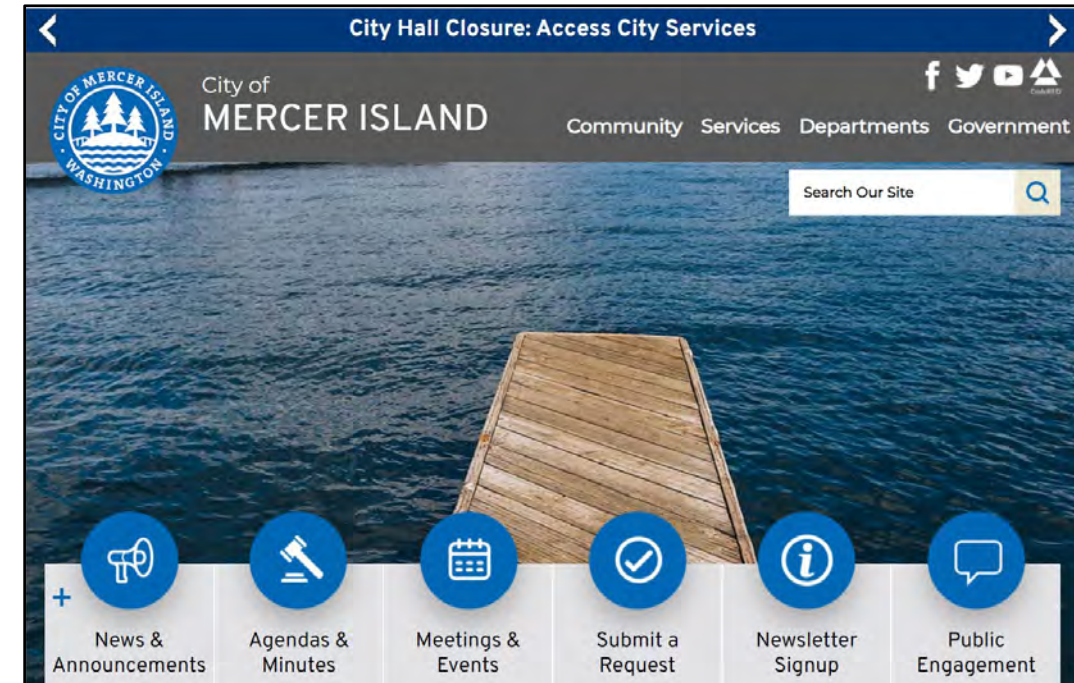 City Hall Closure: Access City Services
CITY OF MERCER ISLAND
WASHINGTON
City of
MERCER ISLAND
Community Services Departments Government
Search Our Site
News &
Announcements
Agendas &
Minutes
Meetings &
Events
Submit a
Request
Newsletter
Signup
Public
Engagement